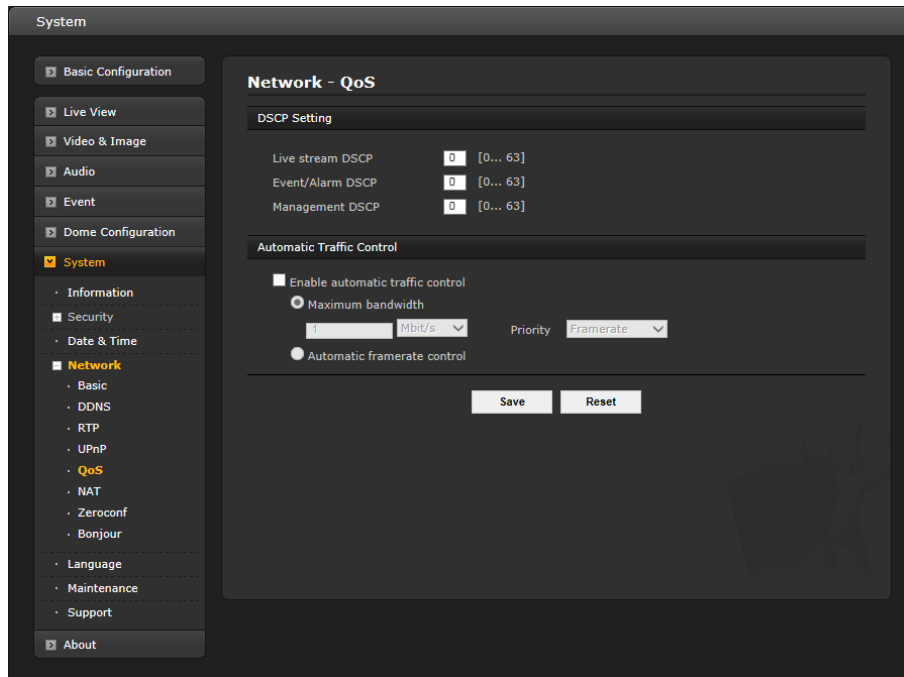 System
Basic Configuration
Live View
Video & Image
Audio
Event
Dome Configuration
System
· Information
Security
· Date & Time
Network
· Basic
· DDNS
· RTP
· UPnP
· QoS
· NAT
· Zeroconf
· Bonjour
· Language
· Maintenance
· Support
About
Network - QoS
DSCP Setting
Live stream DSCP 0 [0... 63]
Event/Alarm DSCP 0 [0... 63]
Management DSCP 0 [0... 63]
Automatic Traffic Control
Enable automatic traffic control
Maximum bandwidth
1 Mbit/s Priority Framerate
Automatic framerate control
Save Reset